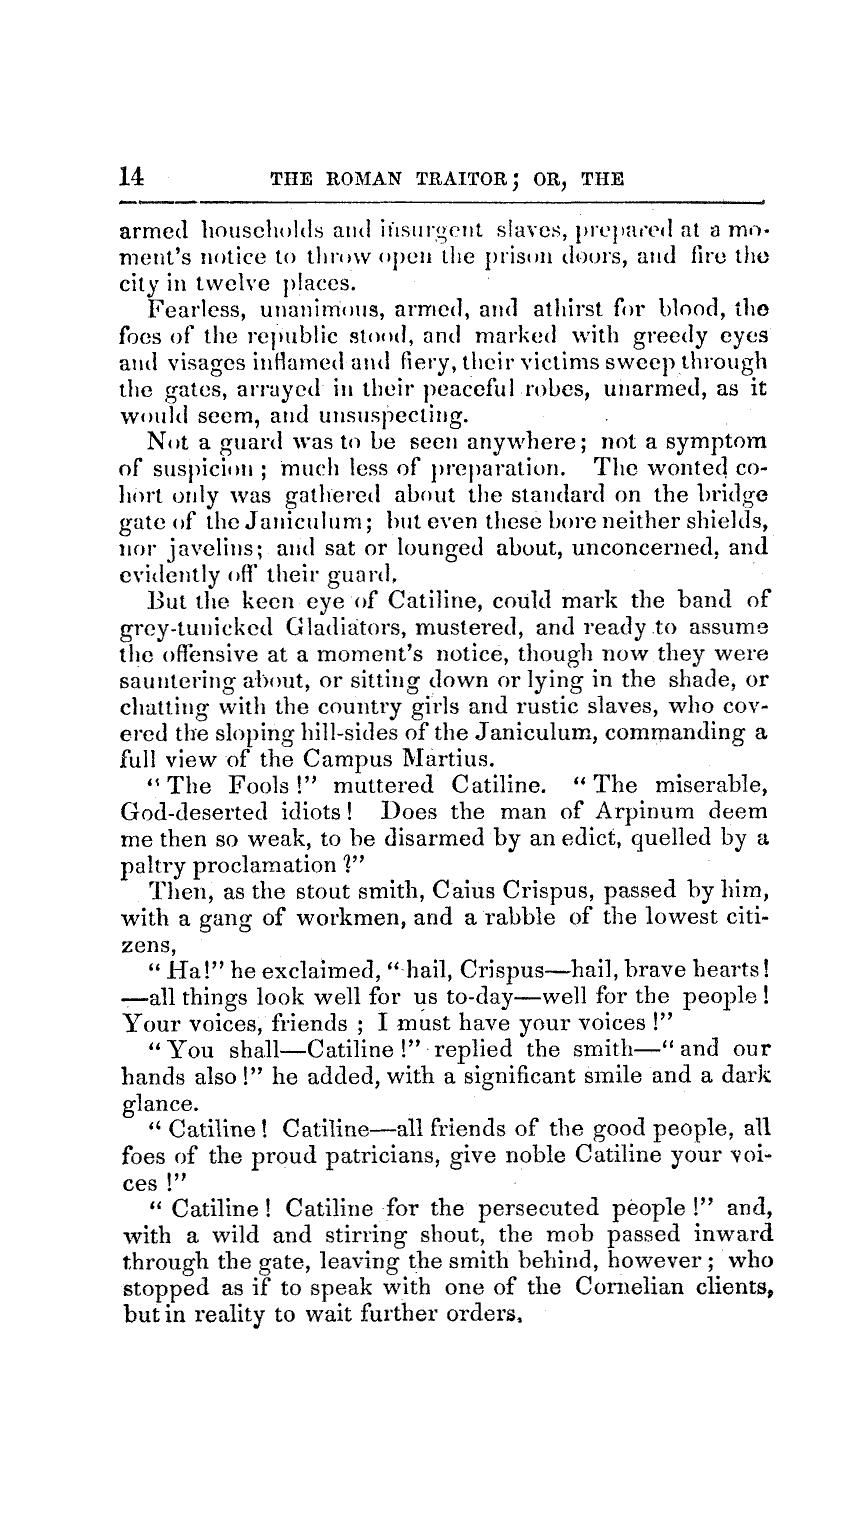 14 THE ROMAN TRAITOR; OR, THE
armed households and insurgent slaves, prepared at a mo-
ment's notice to throw open the prison doors, and fire the
city in twelve places.
Fearless, unanimous, armed, and athirst for blood, the
foes of the republic stood, and marked with greedy eyes
and visages inflamed and fiery, their victims sweep through
the gates, arrayed in their peaceful robes, unarmed, as it
would seem, and unsuspecting.
Not a guard was to be seen anywhere; not a symptom
of suspicion; much less of preparation. The wonted co-
hort only was gathered about the standard on the bridge
gate of the Janiculum; but even these bore neither shields,
nor javelins; and sat or lounged about, unconcerned, and
evidently off their guard.
But the keen eye of Catiline, could mark the band of
grey-tunicked Gladiators, mustered, and ready to assume
the offensive at a moment's notice, though now they were
sauntering about, or sitting down or lying in the shade, or
chatting with the country girls and rustic slaves, who cov-
ered the sloping hill-sides of the Janiculum, commanding a
full view of the Campus Martius.
"The Fools!" muttered Catiline. "The miserable,
God-deserted idiots! Does the man of Arpinum deem
me then so weak, to be disarmed by an edict, quelled by a
paltry proclamation?"
Then, as the stout smith, Caius Crispus, passed by him,
with a gang of workmen, and a rabble of the lowest citi-
zens,
"Ha!" he exclaimed, "hail, Crispus—hail, brave hearts!
—all things look well for us to-day—well for the people!
Your voices, friends; I must have your voices!"
"You shall—Catiline!" replied the smith—"and our
hands also!" he added, with a significant smile and a dark
glance.
"Catiline! Catiline—all friends of the good people, all
foes of the proud patricians, give noble Catiline your voi-
ces!"
"Catiline! Catiline for the persecuted people!" and,
with a wild and stirring shout, the mob passed inward
through the gate, leaving the smith behind, however; who
stopped as if to speak with one of the Cornelian clients,
but in reality to wait further orders.